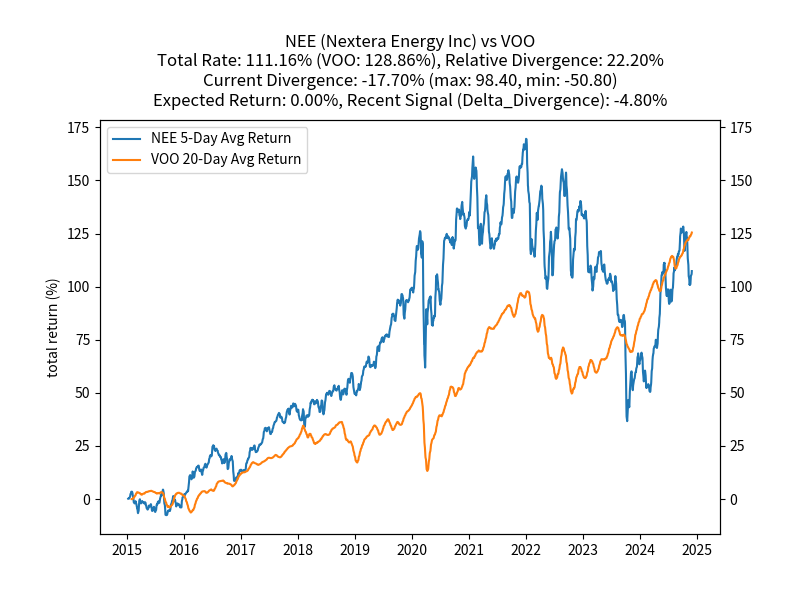 NEE (Nextera Energy Inc) vs VOO
Total Rate: 111.16% (VOO: 128.86%), Relative Divergence: 22.20%
Current Divergence: -17.70% (max: 98.40, min: -50.80)
Expected Return: 0.00%, Recent Signal (Delta_Divergence): -4.80%
NEE 5-Day Avg Return
VOO 20-Day Avg Return
total return (%)
175 175
150 150
125 125
100 100
75 75
50 50
25 25
0 0
2015 2016 2017 2018 2019 2020 2021 2022 2023 2024 2025